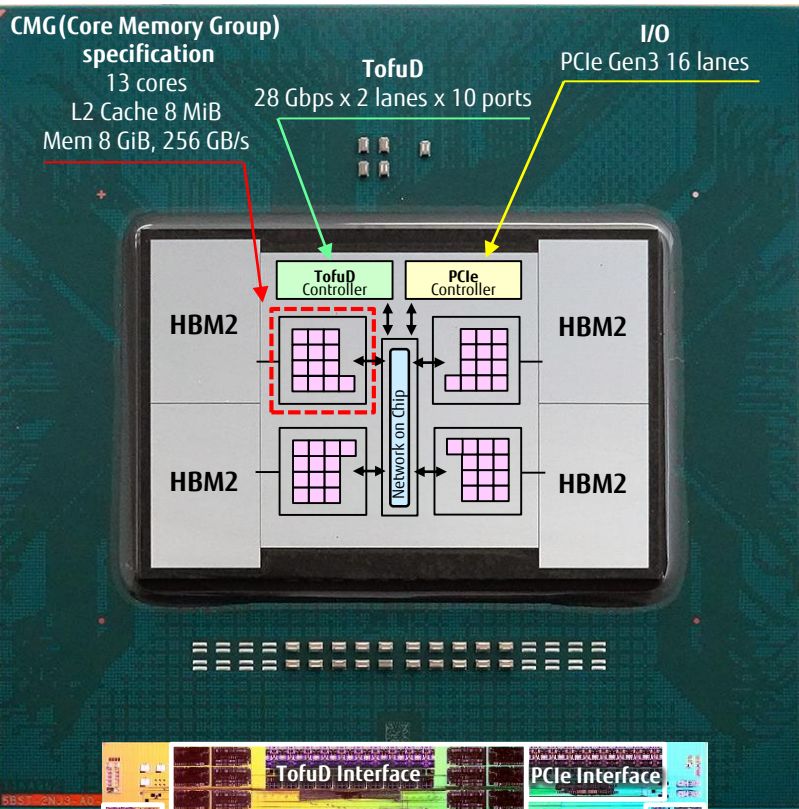 CMG(Core Memory Group)
specification
13 cores
L2 Cache 8 MiB
Mem 8 GiB, 256 GB/s
TofuD
28 Gbps x 2 lanes x 10 ports
I/O
PCIe Gen3 16 lanes
TofuD
Controller
PCIe
Controller
HBM2
HBM2
HBM2
HBM2
Network on Chip
TofuD Interface
PCIe Interface